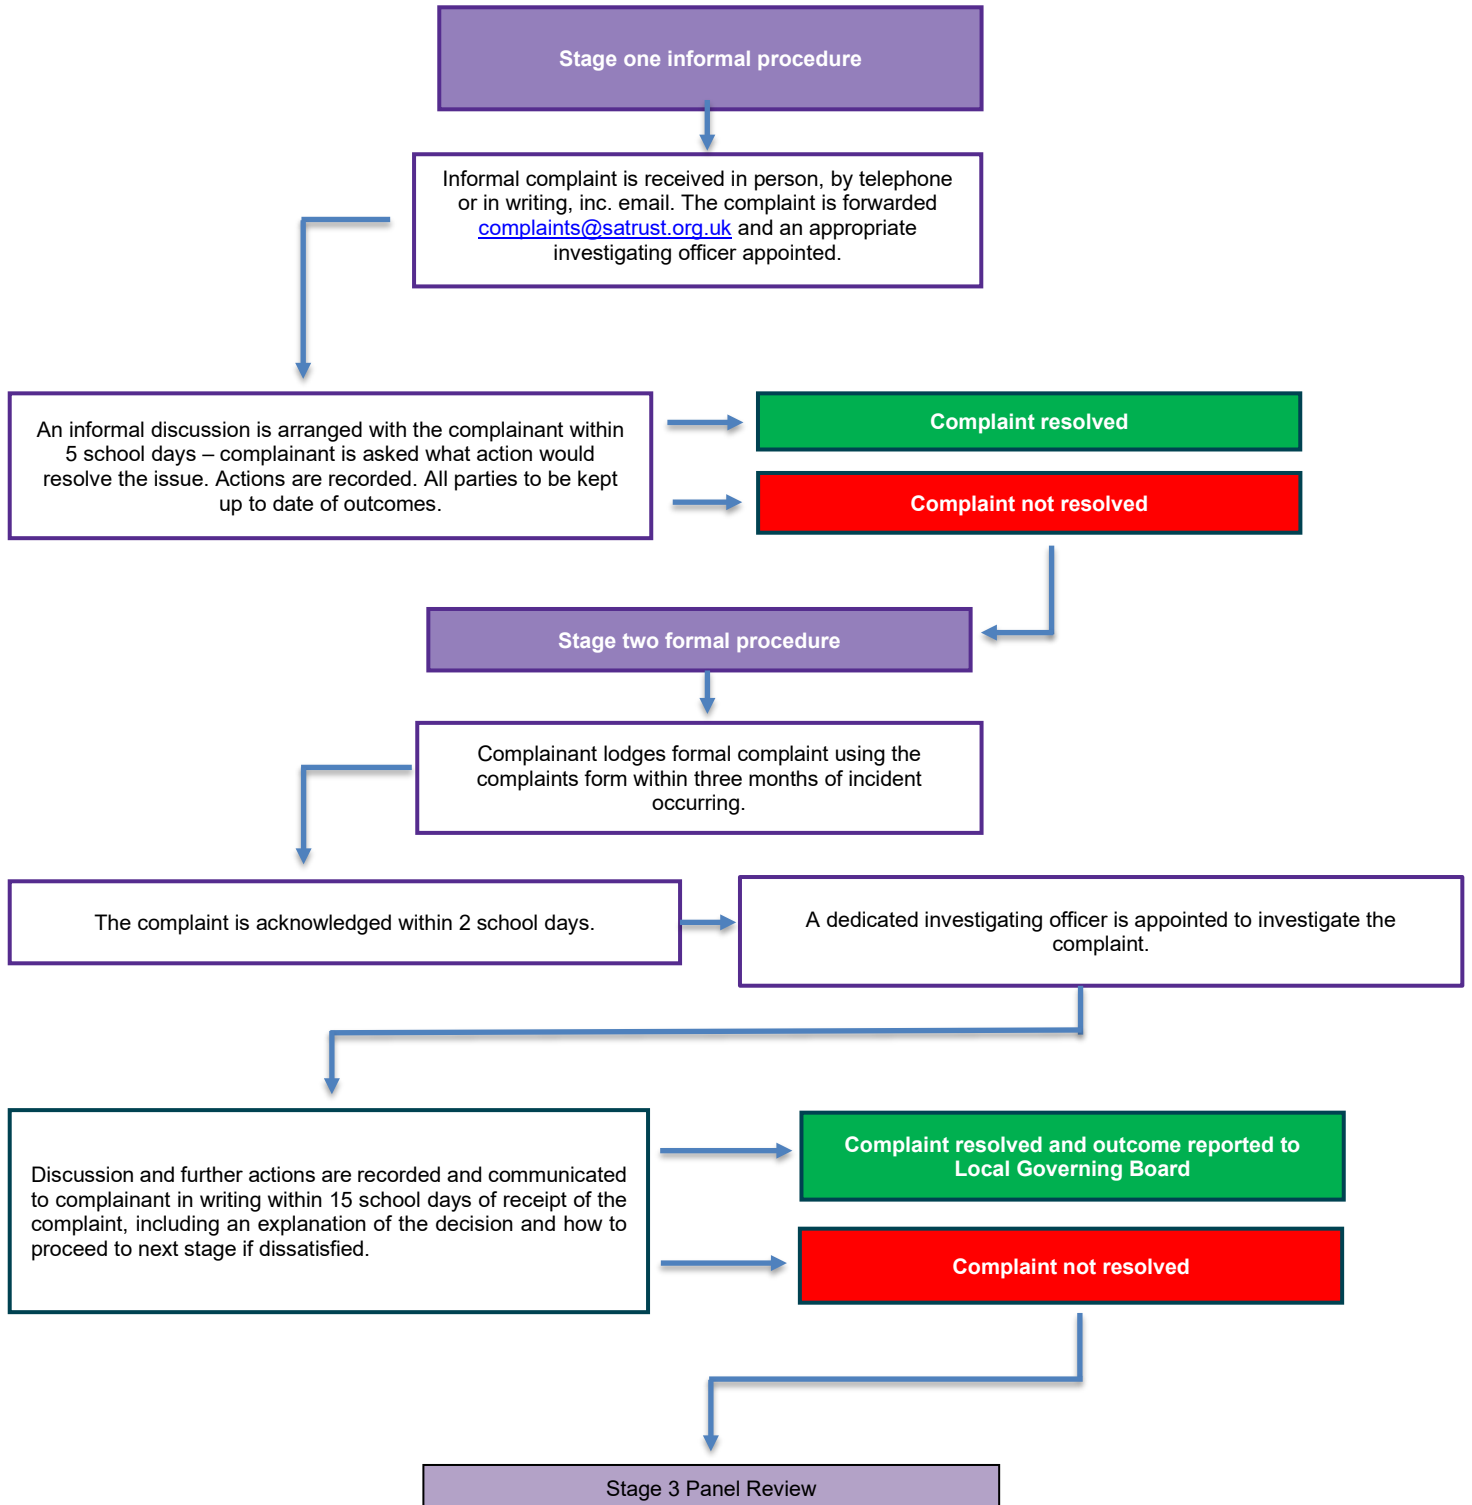 Stage one informal procedure
Informal complaint is received in person, by telephone
or in writing, inc. email. The complaint is forwarded
complaints@satrust.org.uk and an appropriate
investigating officer appointed.
An informal discussion is arranged with the complainant within
5 school days – complainant is asked what action would
resolve the issue. Actions are recorded. All parties to be kept
up to date of outcomes.
Complaint resolved
Complaint not resolved
Stage two formal procedure
Complainant lodges formal complaint using the
complaints form within three months of incident
occurring.
The complaint is acknowledged within 2 school days.
A dedicated investigating officer is appointed to investigate the
complaint.
Discussion and further actions are recorded and communicated
to complainant in writing within 15 school days of receipt of the
complaint, including an explanation of the decision and how to
proceed to next stage if dissatisfied.
Complaint resolved and outcome reported to
Local Governing Board
Complaint not resolved
Stage 3 Panel Review